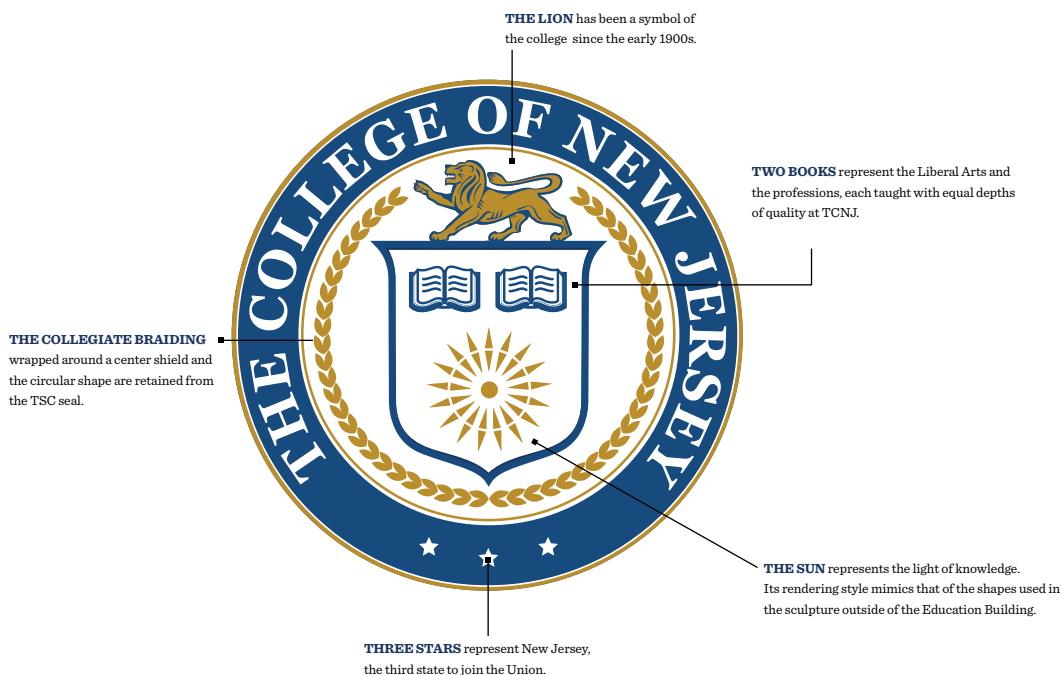 THE LION has been a symbol of
the college since the early 1900s.
THE COLLEGE OF NEW JERSEY
TWO BOOKS represent the Liberal Arts and
the professions, each taught with equal depths
of quality at TCNJ.
THE COLLEGIATE BRAIDING
wrapped around a center shield and
the circular shape are retained from
the TSC seal.
THE SUN represents the light of knowledge.
Its rendering style mimics that of the shapes used in
the sculpture outside of the Education Building.
THREE STARS represent New Jersey,
the third state to join the Union.